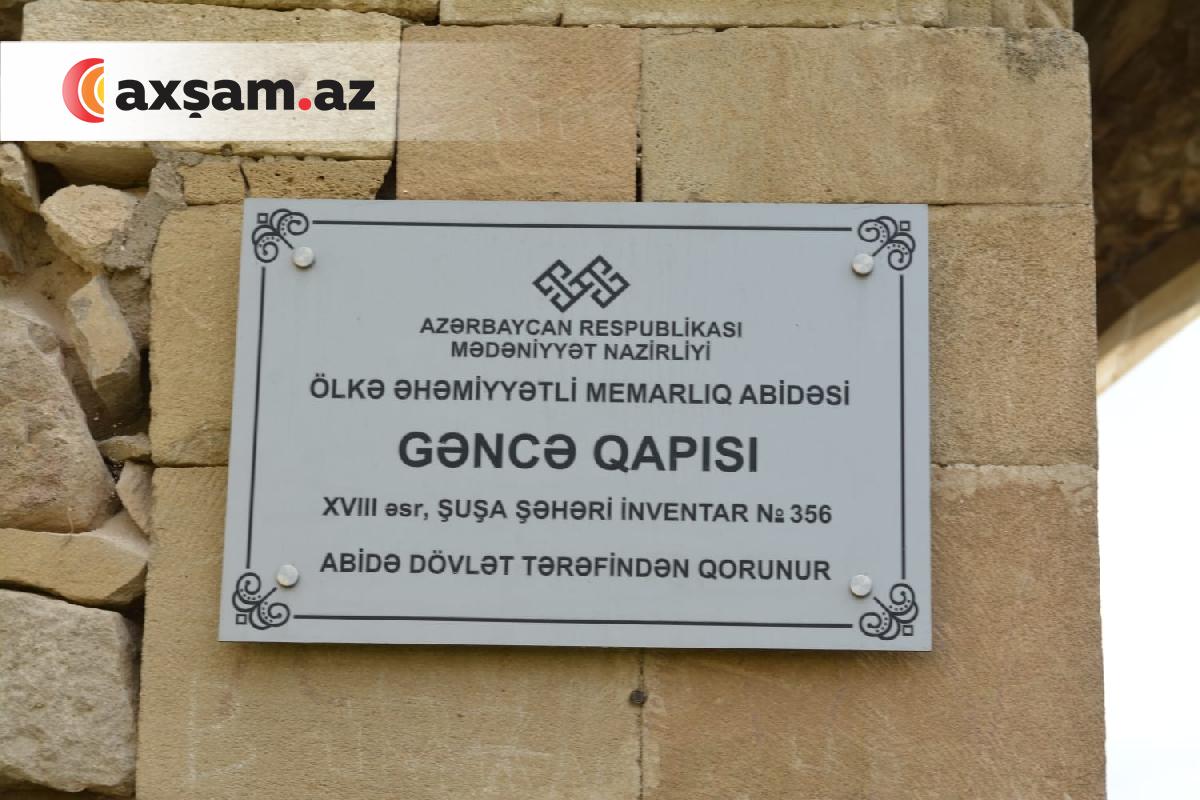 axşam.az
AZƏRBAYCAN RESPUBLİKASI
MƏDƏNİYYƏT NAZİRLİYİ
ÖLKƏ ƏHƏMİYYƏTLİ MEMARLIQ ABİDƏSİ
GƏNCƏ QAPISI
XVIII əsr, ŞUŞA ŞƏHƏRİ İNVENTAR № 356
ABİDƏ DÖVLƏT TƏRƏFİNDƏN QORUNUR